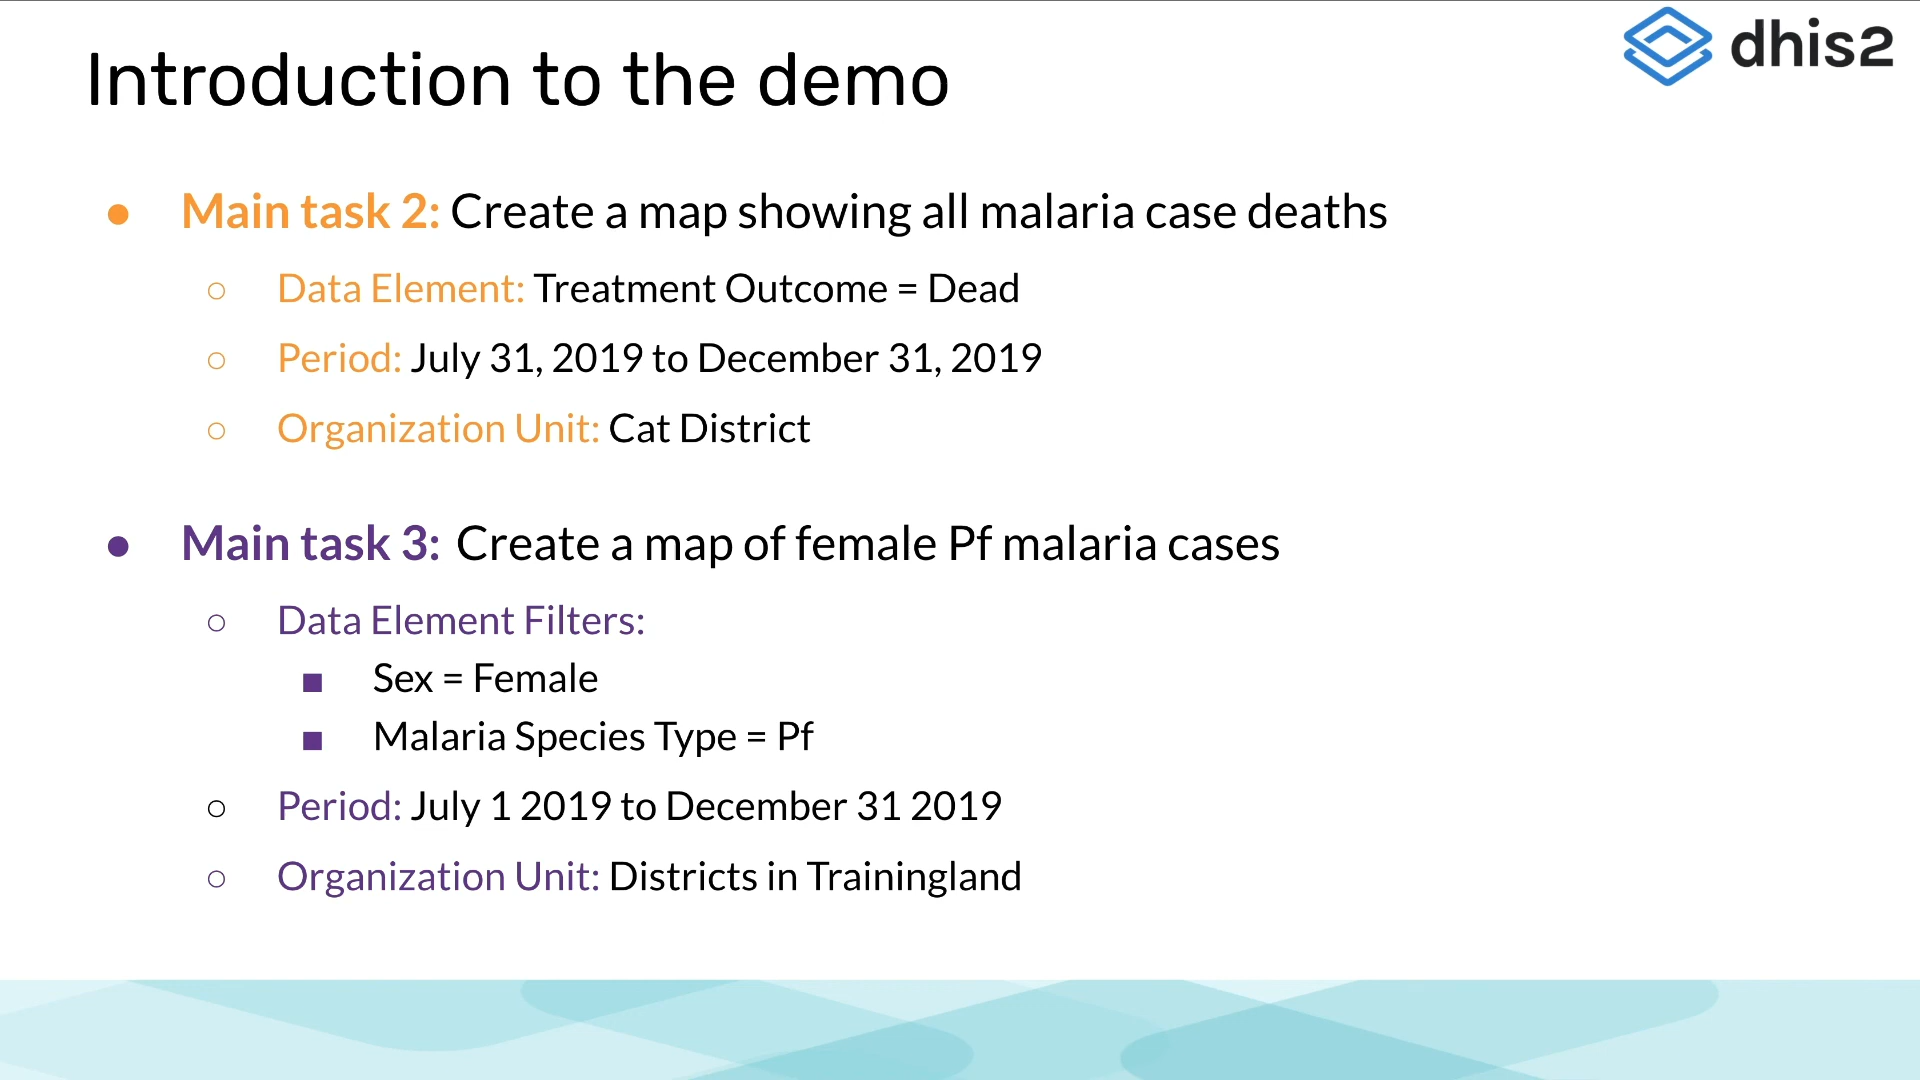 dhis2
Introduction to the demo
● Main task 2: Create a map showing all malaria case deaths
○ Data Element: Treatment Outcome = Dead
○ Period: July 31, 2019 to December 31, 2019
○ Organization Unit: Cat District
● Main task 3: Create a map of female Pf malaria cases
○ Data Element Filters:
■ Sex = Female
■ Malaria Species Type = Pf
○ Period: July 1 2019 to December 31 2019
○ Organization Unit: Districts in Trainingland